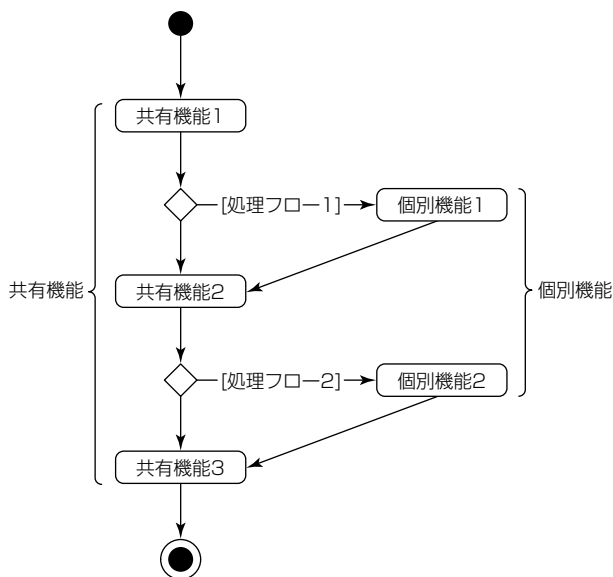 共有機能1
[処理フロー1]
個別機能1
共有機能
共有機能2
個別機能
[処理フロー2]
個別機能2
共有機能3